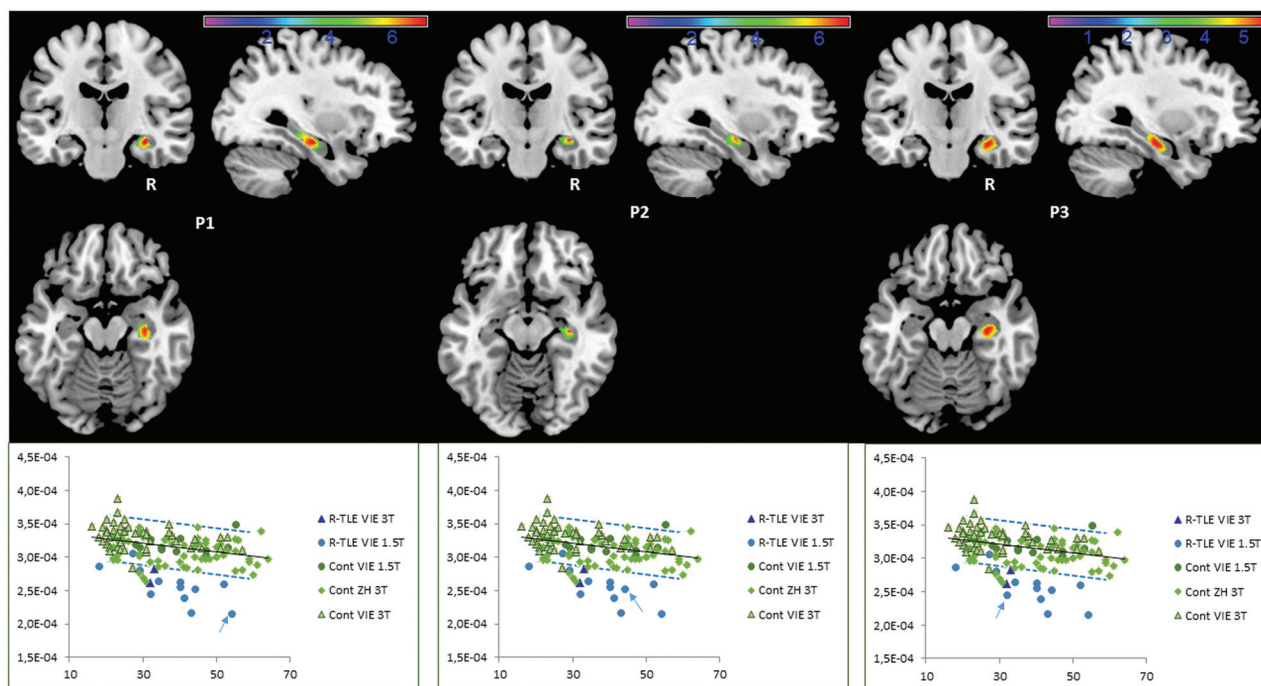 2 4 6
2 4 6
1 2 3 4 5
R
R
R
P1
P2
P3
4,5E-04
4,0E-04
3,5E-04
3,0E-04
2,5E-04
2,0E-04
1,5E-04
10 30 50 70
R-TLE VIE 3T
R-TLE VIE 1.5T
Cont VIE 1.5T
Cont ZH 3T
Cont VIE 3T
4,5E-04
4,0E-04
3,5E-04
3,0E-04
2,5E-04
2,0E-04
1,5E-04
10 30 50 70
R-TLE VIE 3T
R-TLE VIE 1.5T
Cont VIE 1.5T
Cont ZH 3T
Cont VIE 3T
4,5E-04
4,0E-04
3,5E-04
3,0E-04
2,5E-04
2,0E-04
1,5E-04
10 30 50 70
R-TLE VIE 3T
R-TLE VIE 1.5T
Cont VIE 1.5T
Cont ZH 3T
Cont VIE 3T